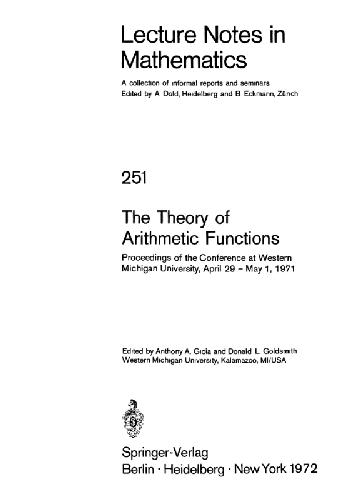 Lecture Notes in
Mathematics
A collection of informal reports and seminars
Edited by A. Dold, Heidelberg and B. Eckmann, Zürich
251
The Theory of
Arithmetic Functions
Proceedings of the Conference at Western
Michigan University, April 29 – May 1, 1971
Edited by Anthony A. Gioia and Donald L. Goldsmith
Western Michigan University, Kalamazoo, MI/USA
Springer-Verlag
Berlin · Heidelberg · New York 1972